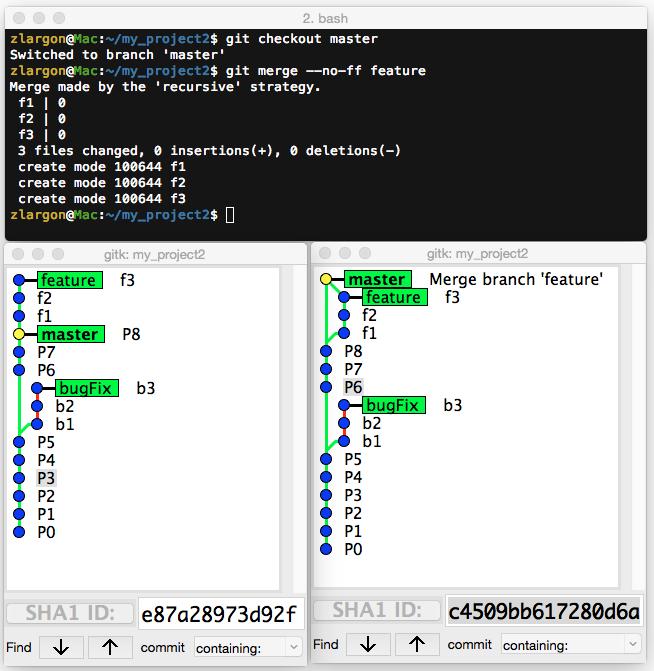 2. bash
zlargon@Mac:~/my_project2$ git checkout master
Switched to branch 'master'
zlargon@Mac:~/my_project2$ git merge --no-ff feature
Merge made by the 'recursive' strategy.
f1 | 0
f2 | 0
f3 | 0
3 files changed, 0 insertions(+), 0 deletions(-)
create mode 100644 f1
create mode 100644 f2
create mode 100644 f3
zlargon@Mac:~/my_project2$
gitk: my_project2
feature f3
f2
f1
master P8
P7
P6
bugFix b3
b2
b1
P5
P4
P3
P2
P1
P0
SHA1 ID: e87a28973d92f
Find ↓ ↑ commit containing:
gitk: my_project2
master Merge branch 'feature'
feature f3
f2
f1
P8
P7
P6
bugFix b3
b2
b1
P5
P4
P3
P2
P1
P0
SHA1 ID: c4509bb617280d6a
Find ↓ ↑ commit containing: